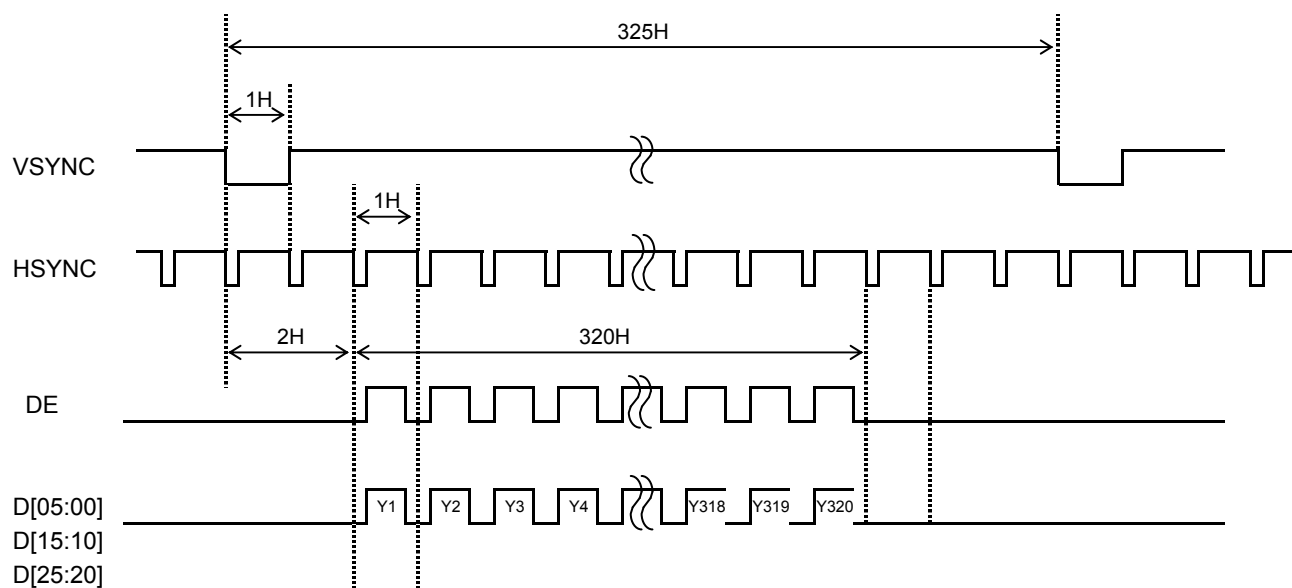 325H
1H
VSYNC
1H
HSYNC
2H 320H
DE
D[05:00] Y1 Y2 Y3 Y4 Y318 Y319 Y320
D[15:10]
D[25:20]